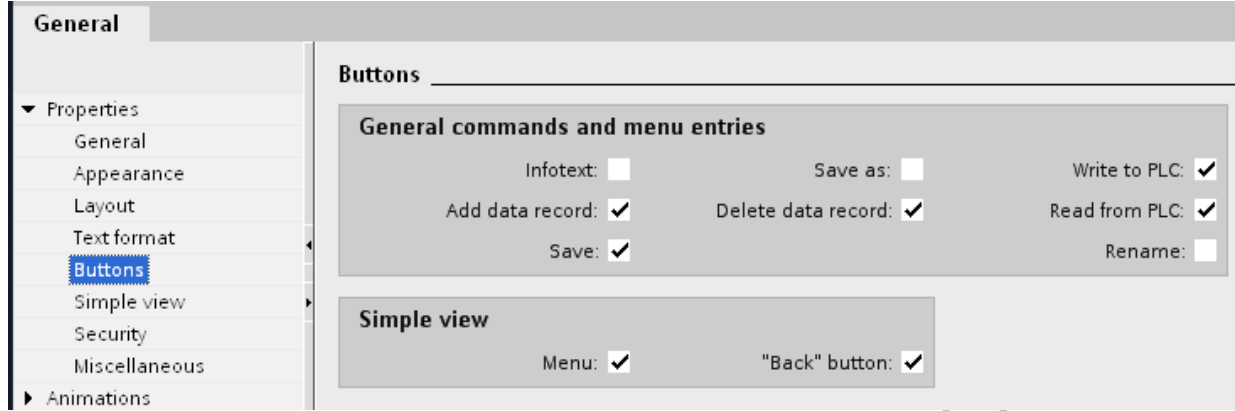 General
Properties
General
Appearance
Layout
Text format
Buttons
Simple view
Security
Miscellaneous
Animations
Buttons
General commands and menu entries
Infotext: Save as: Write to PLC:
Add data record: Delete data record: Read from PLC:
Save: Rename:
Simple view
Menu: "Back" button: